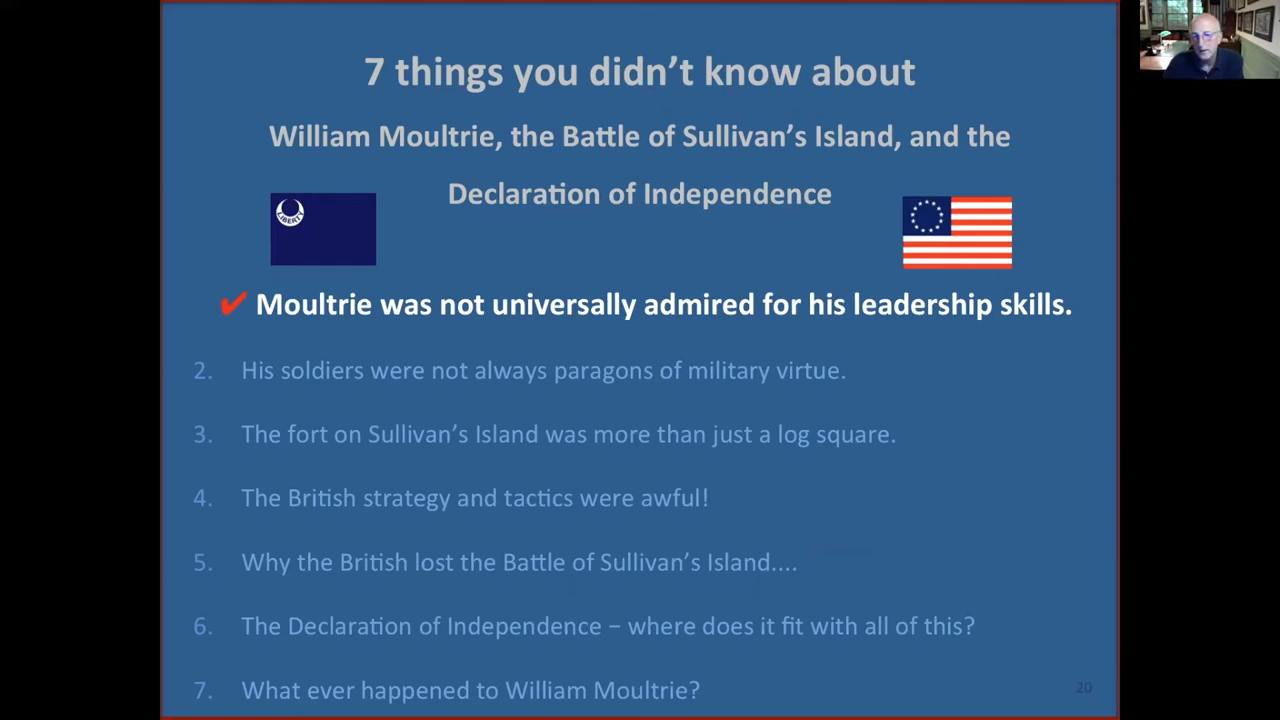 7 things you didn’t know about
William Moultrie, the Battle of Sullivan’s Island, and the
Declaration of Independence
LIBERTY
✔ Moultrie was not universally admired for his leadership skills.
2. His soldiers were not always paragons of military virtue.
3. The fort on Sullivan’s Island was more than just a log square.
4. The British strategy and tactics were awful!
5. Why the British lost the Battle of Sullivan’s Island....
6. The Declaration of Independence – where does it fit with all of this?
7. What ever happened to William Moultrie?
20